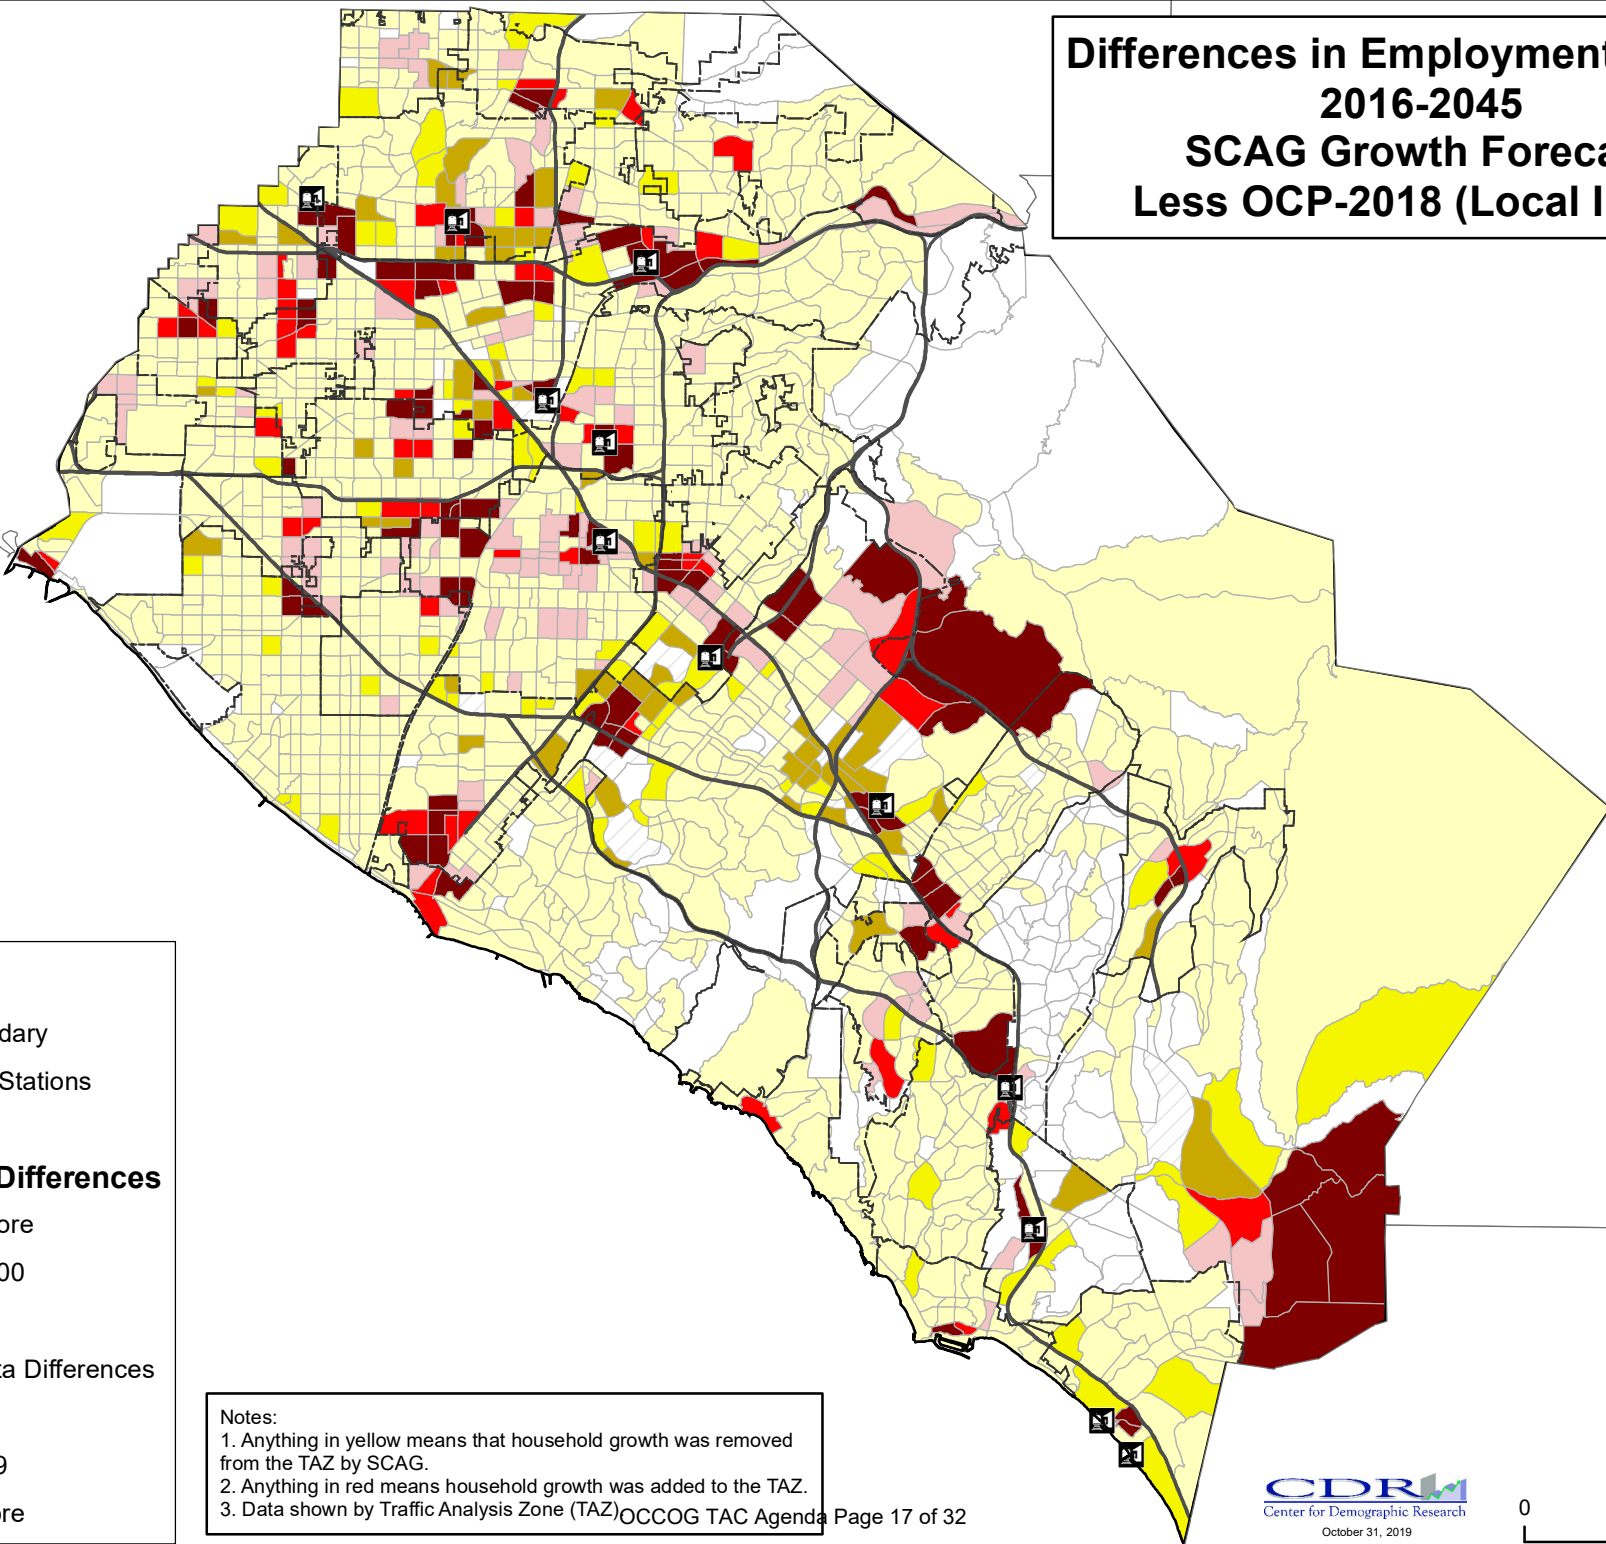 Differences in Employment
2016-2045
SCAG Growth Foreca
Less OCP-2018 (Local I
dary
Stations
Differences
ore
00
ta Differences
9
ore
Notes:
1. Anything in yellow means that household growth was removed
from the TAZ by SCAG.
2. Anything in red means household growth was added to the TAZ.
3. Data shown by Traffic Analysis Zone (TAZ).
OCCOG TAC Agenda Page 17 of 32
CDR
Center for Demographic Research
October 31, 2019
0